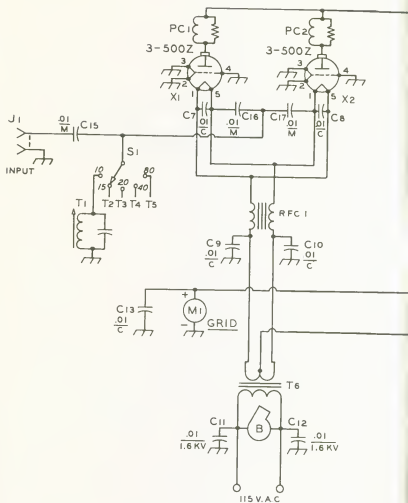 PC1
PC2
3-500Z
3-500Z
3
4
2
1
5
X1
3
4
2
1
5
X2
C7
.01
C
C16
.01
M
C17
.01
M
.01
C
C8
J1
.01
M
C15
INPUT
S1
10
15
20
40
80
T1
T2
T3
T4
T5
RFC 1
C9
.01
C
C10
.01
C
C13
.01
C
+
M1
-
GRID
T6
C11
.01
1.6 KV
B
C12
.01
1.6 KV
115 V. A C